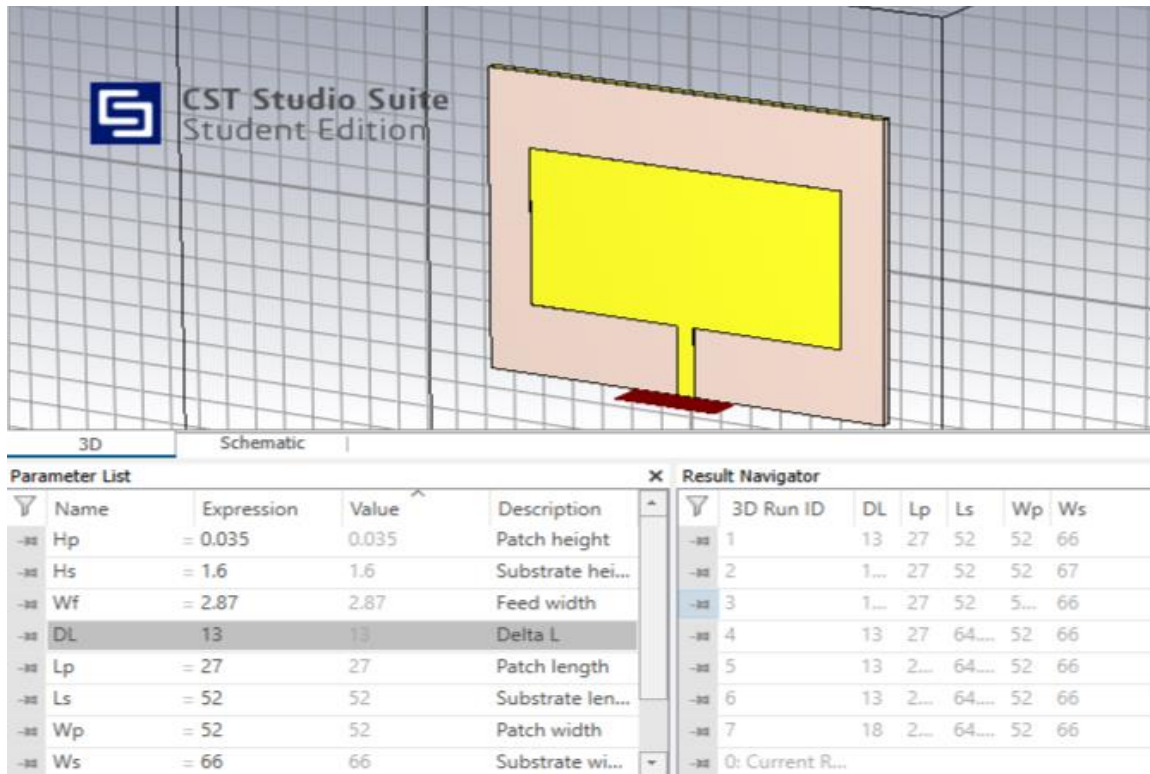 CST Studio Suite
Student Edition
3D Schematic
Parameter List
Name Expression Value Description
Hp = 0.035 0.035 Patch height
Hs = 1.6 1.6 Substrate hei...
Wf = 2.87 2.87 Feed width
DL 13 13 Delta L
Lp = 27 27 Patch length
Ls = 52 52 Substrate len...
Wp = 52 52 Patch width
Ws = 66 66 Substrate wi...
Result Navigator
3D Run ID DL Lp Ls Wp Ws
1 13 27 52 52 66
2 1... 27 52 52 67
3 1... 27 52 5... 66
4 13 27 64.... 52 66
5 13 2... 64.... 52 66
6 13 2... 64.... 52 66
7 18 2... 64.... 52 66
0: Current R...